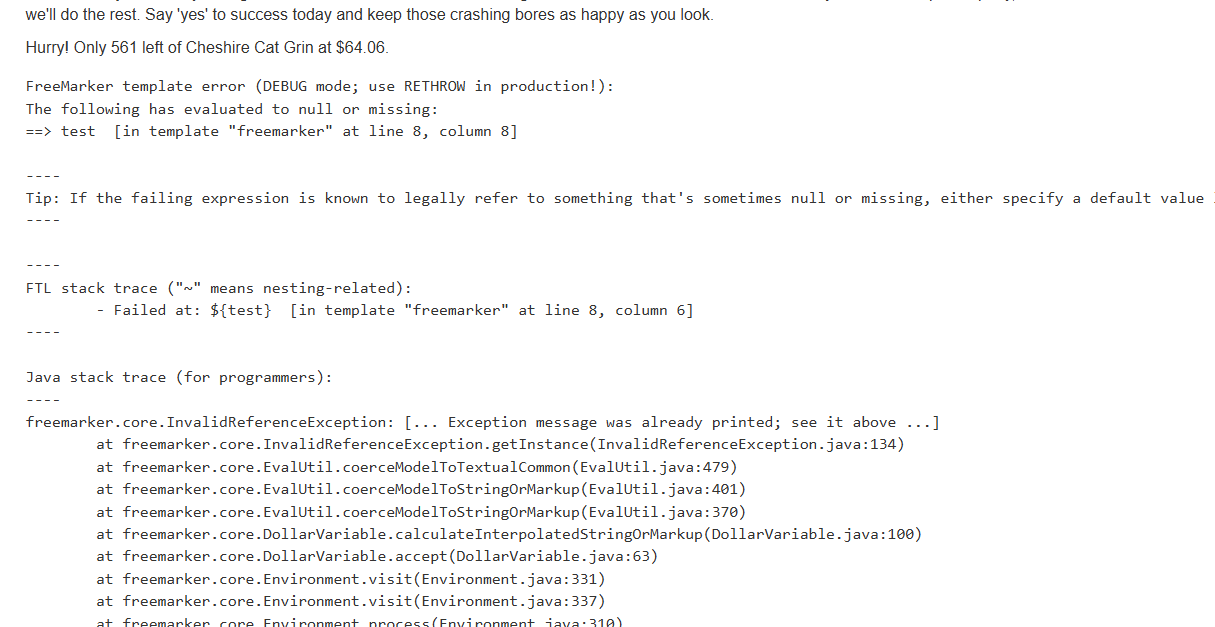 we'll do the rest. Say 'yes' to success today and keep those crashing bores as happy as you look.
Hurry! Only 561 left of Cheshire Cat Grin at $64.06.
FreeMarker template error (DEBUG mode; use RETHROW in production!):
The following has evaluated to null or missing:
==> test  [in template "freemarker" at line 8, column 8]
----
Tip: If the failing expression is known to legally refer to something that's sometimes null or missing, either specify a default value
----
----
FTL stack trace ("~" means nesting-related):
- Failed at: ${test}  [in template "freemarker" at line 8, column 6]
----
Java stack trace (for programmers):
----
freemarker.core.InvalidReferenceException: [... Exception message was already printed; see it above ...]
at freemarker.core.InvalidReferenceException.getInstance(InvalidReferenceException.java:134)
at freemarker.core.EvalUtil.coerceModelToTextualCommon(EvalUtil.java:479)
at freemarker.core.EvalUtil.coerceModelToStringOrMarkup(EvalUtil.java:401)
at freemarker.core.EvalUtil.coerceModelToStringOrMarkup(EvalUtil.java:370)
at freemarker.core.DollarVariable.calculateInterpolatedStringOrMarkup(DollarVariable.java:100)
at freemarker.core.DollarVariable.accept(DollarVariable.java:63)
at freemarker.core.Environment.visit(Environment.java:331)
at freemarker.core.Environment.visit(Environment.java:337)
at freemarker.core.Environment.process(Environment.java:310)